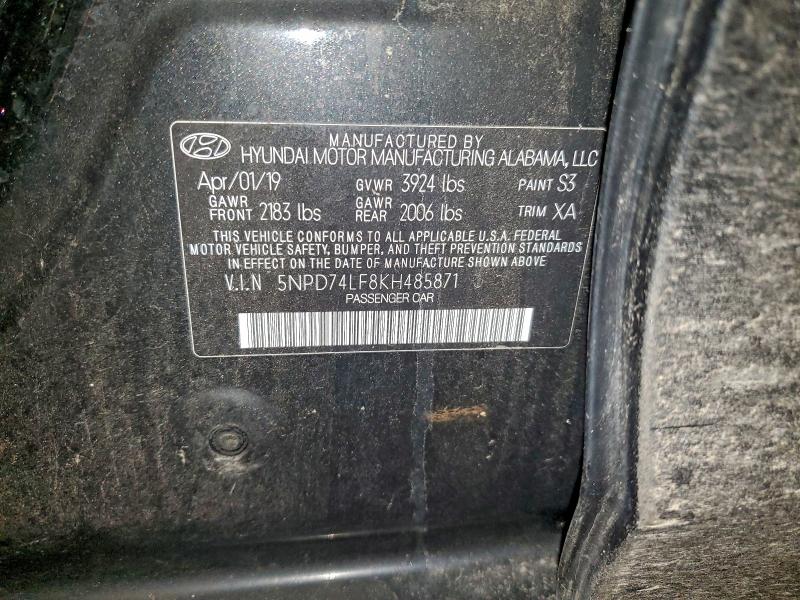 MANUFACTURED BY
HYUNDAI MOTOR MANUFACTURING ALABAMA, LLC
Apr/01/19 GVWR 3924 lbs PAINT S3
GAWR FRONT 2183 lbs GAWR REAR 2006 lbs TRIM XA
THIS VEHICLE CONFORMS TO ALL APPLICABLE U.S.A. FEDERAL
MOTOR VEHICLE SAFETY, BUMPER, AND THEFT PREVENTION STANDARDS
IN EFFECT ON THE DATE OF MANUFACTURE SHOWN ABOVE
V.I.N 5NPD74LF8KH485871
PASSENGER CAR